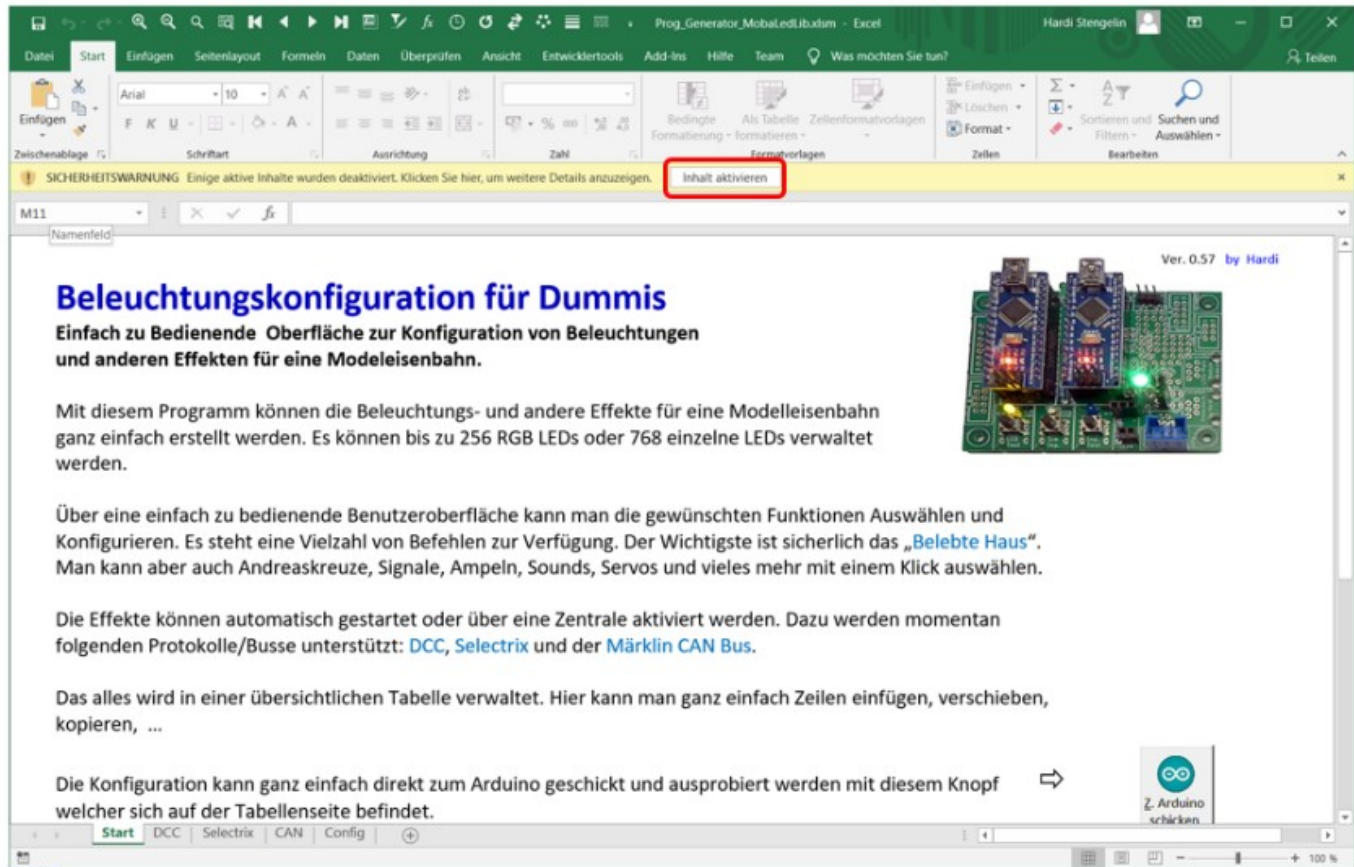 Prog_Generator_MobaLedLib.xlsm - Excel
Hardi Stengelin
Datei Start Einfügen Seitenlayout Formeln Daten Überprüfen Ansicht Entwicklertools Add-Ins Hilfe Team Was möchten Sie tun? Teilen
Einfügen
Arial 10
F K U
Bedingte Formatierung
Als Tabelle formatieren
Zellenformatvorlagen
Einfügen
Löschen
Format
Sortieren und Filtern
Suchen und Auswählen
Zwischenablage Schriftart Ausrichtung Zahl Formatvorlagen Zellen Bearbeiten
SICHERHEITSWARNUNG Einige aktive Inhalte wurden deaktiviert. Klicken Sie hier, um weitere Details anzuzeigen. Inhalt aktivieren
M11 fx
Namenfeld
Ver. 0.57 by Hardi
Beleuchtungskonfiguration für Dummis
Einfach zu Bedienende Oberfläche zur Konfiguration von Beleuchtungen
und anderen Effekten für eine Modeleisenbahn.
Mit diesem Programm können die Beleuchtungs- und andere Effekte für eine Modelleisenbahn
ganz einfach erstellt werden. Es können bis zu 256 RGB LEDs oder 768 einzelne LEDs verwaltet
werden.
Über eine einfach zu bedienende Benutzeroberfläche kann man die gewünschten Funktionen Auswählen und
Konfigurieren. Es steht eine Vielzahl von Befehlen zur Verfügung. Der Wichtigste ist sicherlich das „Belebte Haus“.
Man kann aber auch Andreaskreuze, Signale, Ampeln, Sounds, Servos und vieles mehr mit einem Klick auswählen.
Die Effekte können automatisch gestartet oder über eine Zentrale aktiviert werden. Dazu werden momentan
folgenden Protokolle/Busse unterstützt: DCC, Selectrix und der Märklin CAN Bus.
Das alles wird in einer übersichtlichen Tabelle verwaltet. Hier kann man ganz einfach Zeilen einfügen, verschieben,
kopieren, ...
Die Konfiguration kann ganz einfach direkt zum Arduino geschickt und ausprobiert werden mit diesem Knopf
welcher sich auf der Tabellenseite befindet.
Z. Arduino
schicken
Start DCC Selectrix CAN Config
100 %